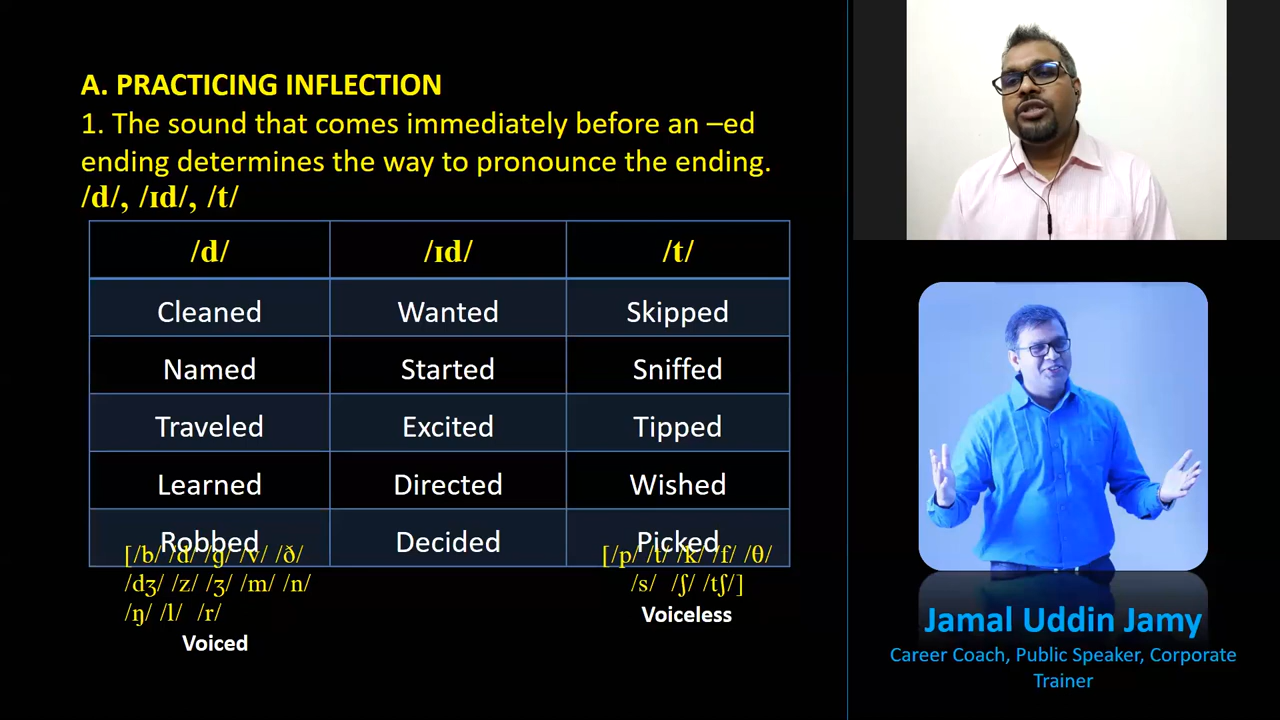 A. PRACTICING INFLECTION
1. The sound that comes immediately before an –ed
ending determines the way to pronounce the ending.
/d/, /ɪd/, /t/
/d/ /ɪd/ /t/
Cleaned Wanted Skipped
Named Started Sniffed
Traveled Excited Tipped
Learned Directed Wished
Robbed Decided Picked
[/b/ /d/ /g/ /v/ /ð/
/dʒ/ /z/ /ʒ/ /m/ /n/
/ŋ/ /l/ /r/
Voiced
[/p/ /t/ /k/ /f/ /θ/
/s/ /ʃ/ /tʃ/]
Voiceless
Jamal Uddin Jamy
Career Coach, Public Speaker, Corporate
Trainer